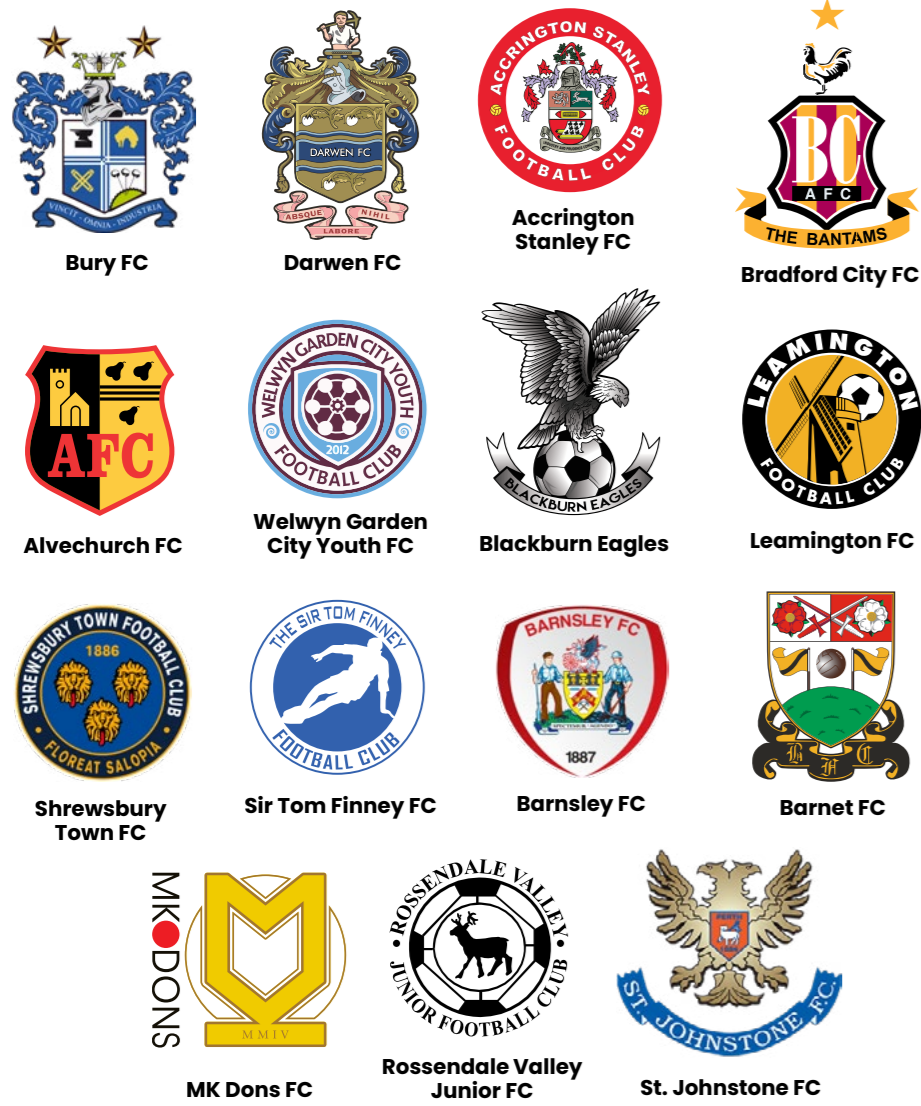 VINCIT · OMNIA · INDUSTRIA
Bury FC
DARWEN FC
ABSQUE NIHIL
LABORE
Darwen FC
ACCRINGTON STANLEY
FOOTBALL CLUB
Accrington
Stanley FC
BC
AFC
THE BANTAMS
Bradford City FC
AFC
Alvechurch FC
WELWYN GARDEN CITY YOUTH
2012
FOOTBALL CLUB
Welwyn Garden
City Youth FC
BLACKBURN EAGLES
Blackburn Eagles
LEAMINGTON
FOOTBALL CLUB
Leamington FC
SHREWSBURY TOWN FOOTBALL CLUB
1886
FLOREAT SALOPIA
Shrewsbury
Town FC
THE SIR TOM FINNEY
FOOTBALL CLUB
Sir Tom Finney FC
BARNSLEY FC
SPECTEMUR · AGENDO
1887
Barnsley FC
B F C
Barnet FC
MK DONS
MMIV
MK Dons FC
ROSSENDALE VALLEY
JUNIOR FOOTBALL CLUB
Rossendale Valley
Junior FC
PERTH
1884
ST. JOHNSTONE F.C.
St. Johnstone FC